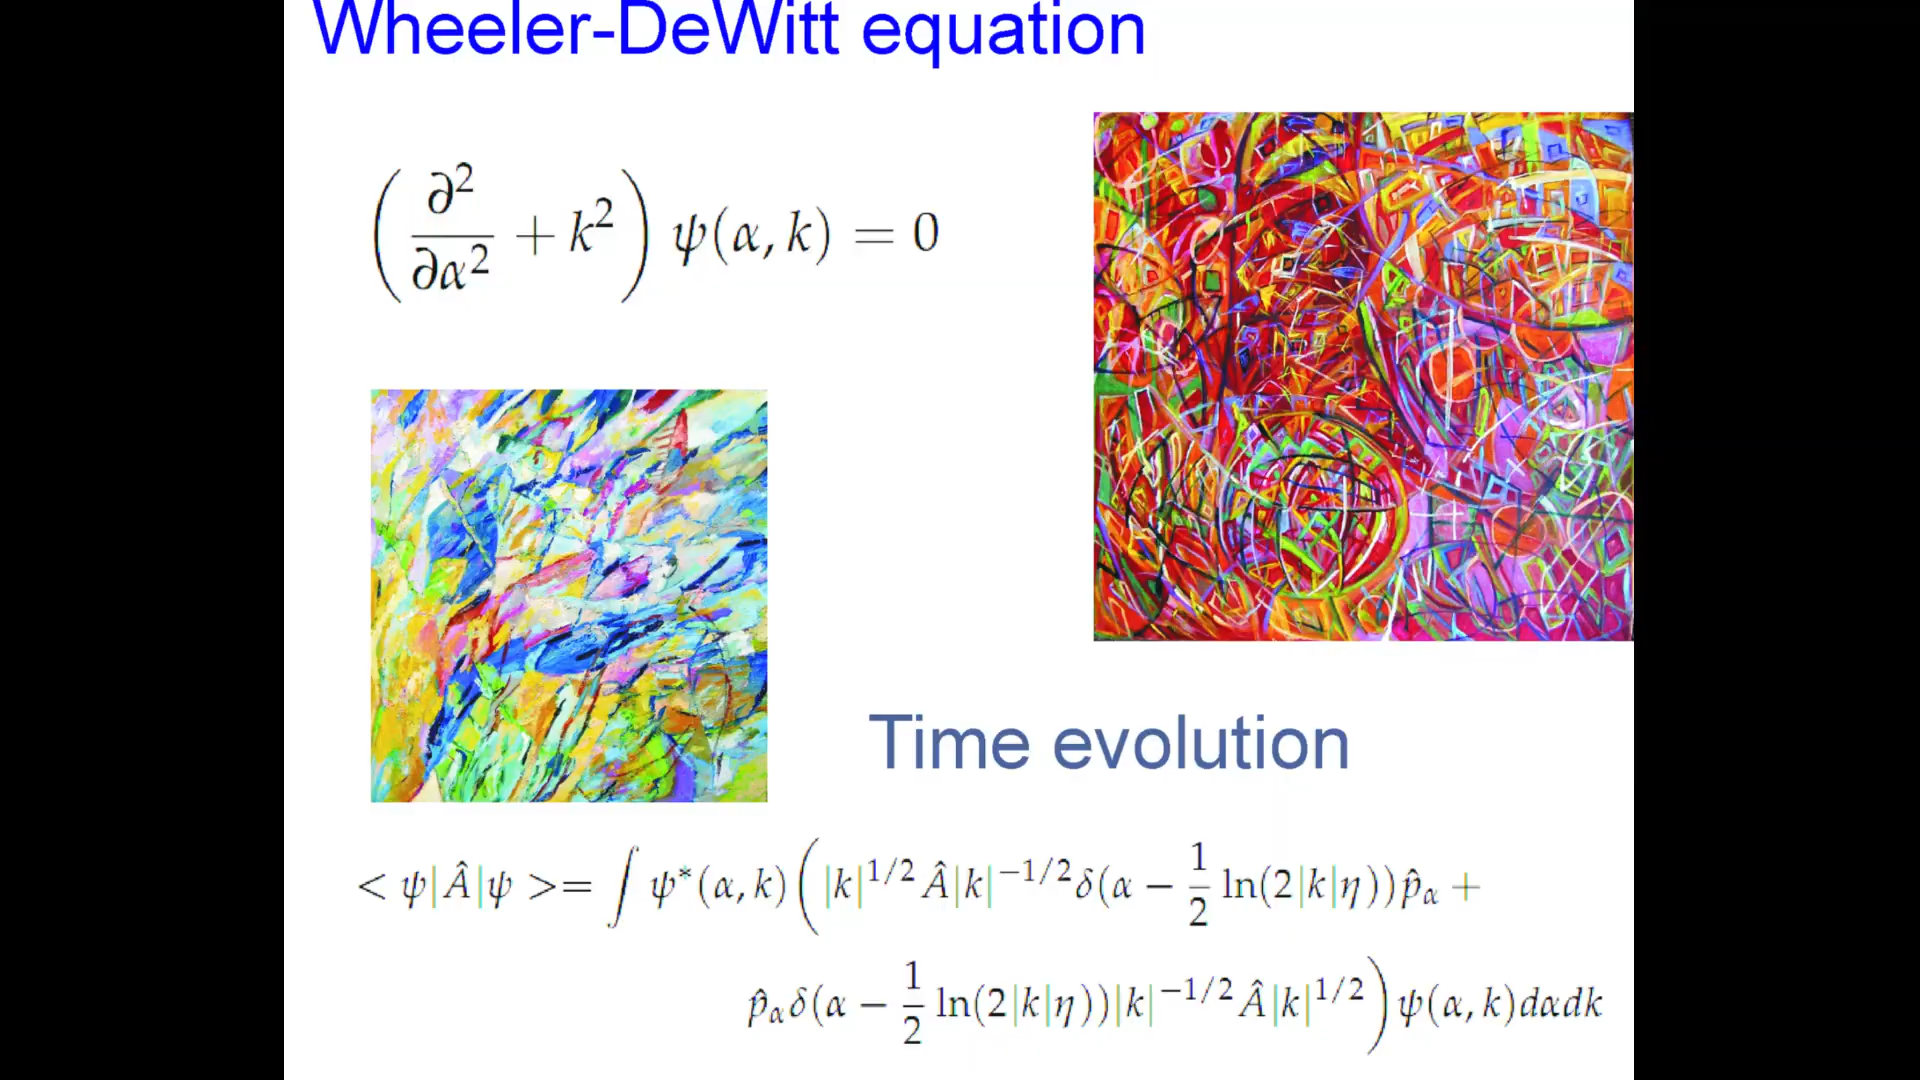 Wheeler-DeWitt equation
(∂²/∂α² + k²) ψ(α, k) = 0
Time evolution
< ψ|Â|ψ >= ∫ ψ*(α, k)(|k|^{1/2} Â|k|^{−1/2} δ(α − 1/2 ln(2|k|η)) p̂_α +
p̂_α δ(α − 1/2 ln(2|k|η))|k|^{−1/2} Â|k|^{1/2}) ψ(α, k)dαdk